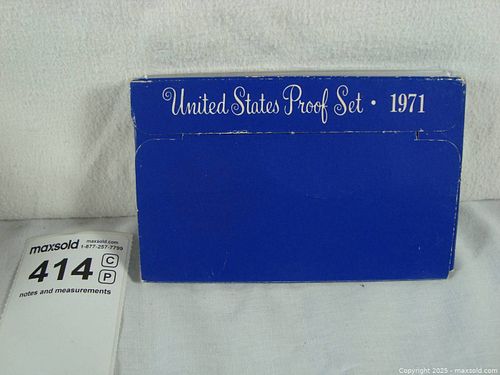 United States Proof Set • 1971
maxsold maxsold.com
1-877-257-7799
414 C
P
notes and measurements
Copyright 2025 - maxsold.com